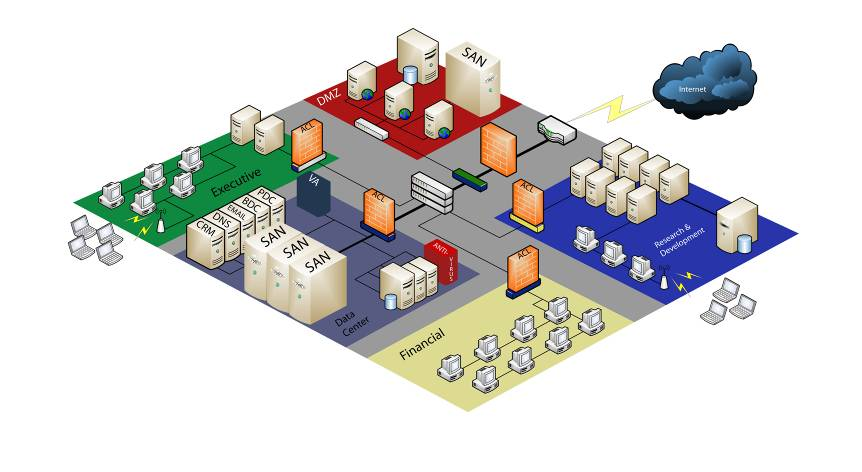 SAN
DMZ
Internet
ACL
Executive
VA
ACL
ACL
PDC
BDC
EMAIL
DNS
CRM
SAN
SAN
SAN
Research &
Development
ANTI-
VIRUS
ACL
Data
Center
Financial